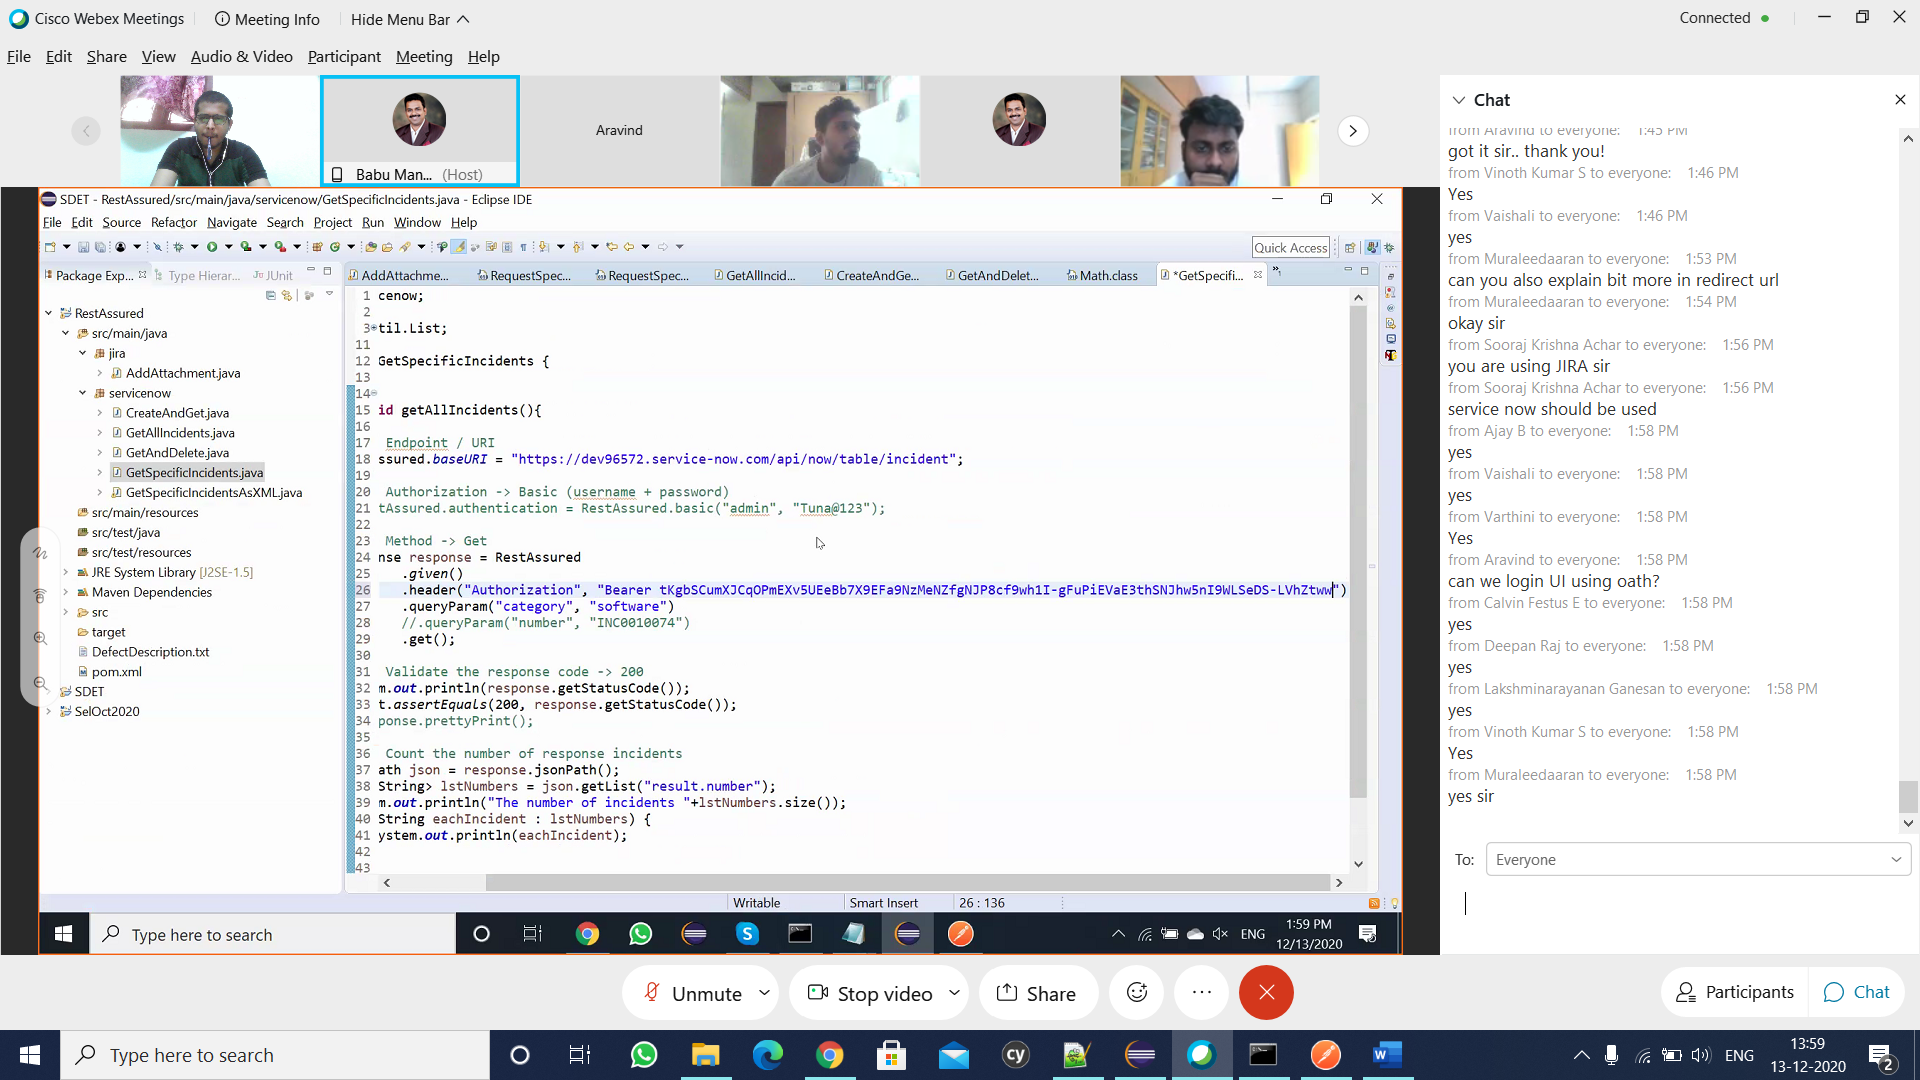 Cisco Webex Meetings
Meeting Info
Hide Menu Bar
Connected
File Edit Share View Audio & Video Participant Meeting Help
Babu Man... (Host)
Aravind
SDET - RestAssured/src/main/java/servicenow/GetSpecificIncidents.java - Eclipse IDE
File Edit Source Refactor Navigate Search Project Run Window Help
Quick Access
Package Exp... Type Hierar... JUnit
AddAttachme... RequestSpec... RequestSpec... GetAllIncid... CreateAndGe... GetAndDelet... Math.class *GetSpecifi...
RestAssured
src/main/java
jira
AddAttachment.java
servicenow
CreateAndGet.java
GetAllIncidents.java
GetAndDelete.java
GetSpecificIncidents.java
GetSpecificIncidentsAsXML.java
src/main/resources
src/test/java
src/test/resources
JRE System Library [J2SE-1.5]
Maven Dependencies
src
target
DefectDescription.txt
pom.xml
SDET
SelOct2020
1 cenow;
2
3 til.List;
11
12 GetSpecificIncidents {
13
14
15 id getAllIncidents(){
16
17 Endpoint / URI
18 ssured.baseURI = "https://dev96572.service-now.com/api/now/table/incident";
19
20 Authorization -> Basic (username + password)
21 tAssured.authentication = RestAssured.basic("admin", "Tuna@123");
22
23 Method -> Get
24 nse response = RestAssured
25 .given()
26 .header("Authorization", "Bearer tKgbSCumXJCqOPmEXv5UEeBb7X9EFa9NzMeNZfgNJP8cf9wh1I-gFuPiEVaE3thSNJhw5nI9WLSeDS-LVhZtww")
27 .queryParam("category", "software")
28 //.queryParam("number", "INC0010074")
29 .get();
30
31 Validate the response code -> 200
32 m.out.println(response.getStatusCode());
33 t.assertEquals(200, response.getStatusCode());
34 ponse.prettyPrint();
35
36 Count the number of response incidents
37 ath json = response.jsonPath();
38 String> lstNumbers = json.getList("result.number");
39 m.out.println("The number of incidents "+lstNumbers.size());
40 String eachIncident : lstNumbers) {
41 ystem.out.println(eachIncident);
42
43
Writable Smart Insert 26 : 136
Type here to search
ENG
1:59 PM
12/13/2020
Chat
from Aravind to everyone: 1:45 PM
got it sir.. thank you!
from Vinoth Kumar S to everyone: 1:46 PM
Yes
from Vaishali to everyone: 1:46 PM
yes
from Muraleedaaran to everyone: 1:53 PM
can you also explain bit more in redirect url
from Muraleedaaran to everyone: 1:54 PM
okay sir
from Sooraj Krishna Achar to everyone: 1:56 PM
you are using JIRA sir
from Sooraj Krishna Achar to everyone: 1:56 PM
service now should be used
from Ajay B to everyone: 1:58 PM
yes
from Vaishali to everyone: 1:58 PM
yes
from Varthini to everyone: 1:58 PM
Yes
from Aravind to everyone: 1:58 PM
can we login UI using oath?
from Calvin Festus E to everyone: 1:58 PM
yes
from Deepan Raj to everyone: 1:58 PM
yes
from Lakshminarayanan Ganesan to everyone: 1:58 PM
yes
from Vinoth Kumar S to everyone: 1:58 PM
Yes
from Muraleedaaran to everyone: 1:58 PM
yes sir
To: Everyone
Unmute
Stop video
Share
Participants
Chat
Type here to search
cy
ENG
13:59
13-12-2020
2